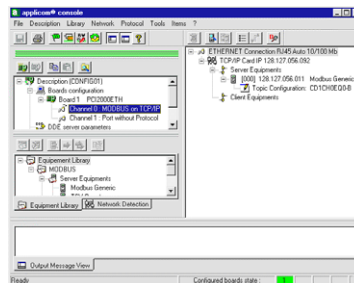 applicom® console
File Description Library Network Protocol Tools Items ?
Description (CONFIG01)
Boards configuration
Board 1 PCI2000ETH
Channel 0 : MODBUS on TCP/IP
Channel 1 : Port without Protocol
DDE server parameters
Equipement Library
MODBUS
Server Equipments
Modbus Generic
Equipment Library Network Detection
ETHERNET Connection RJ45 Auto 10/100 Mb
TCP/IP Card IP 128.127.056.092
Server Equipments
[000] 128.127.056.011 Modbus Generic
Topic Configuration: CD1CH0EQ0-B
Client Equipments
Output Message View
Ready
Configured boards state : 1